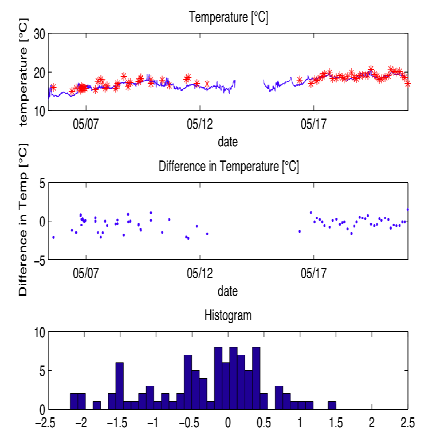 Temperature [°C]
temperature [°C]
30
20
10
05/07 05/12 05/17
date
Difference in Temperature [°C]
Difference in Temp [°C]
5
0
-5
05/07 05/12 05/17
date
Histogram
10
5
0
-2.5 -2 -1.5 -1 -0.5 0 0.5 1 1.5 2 2.5